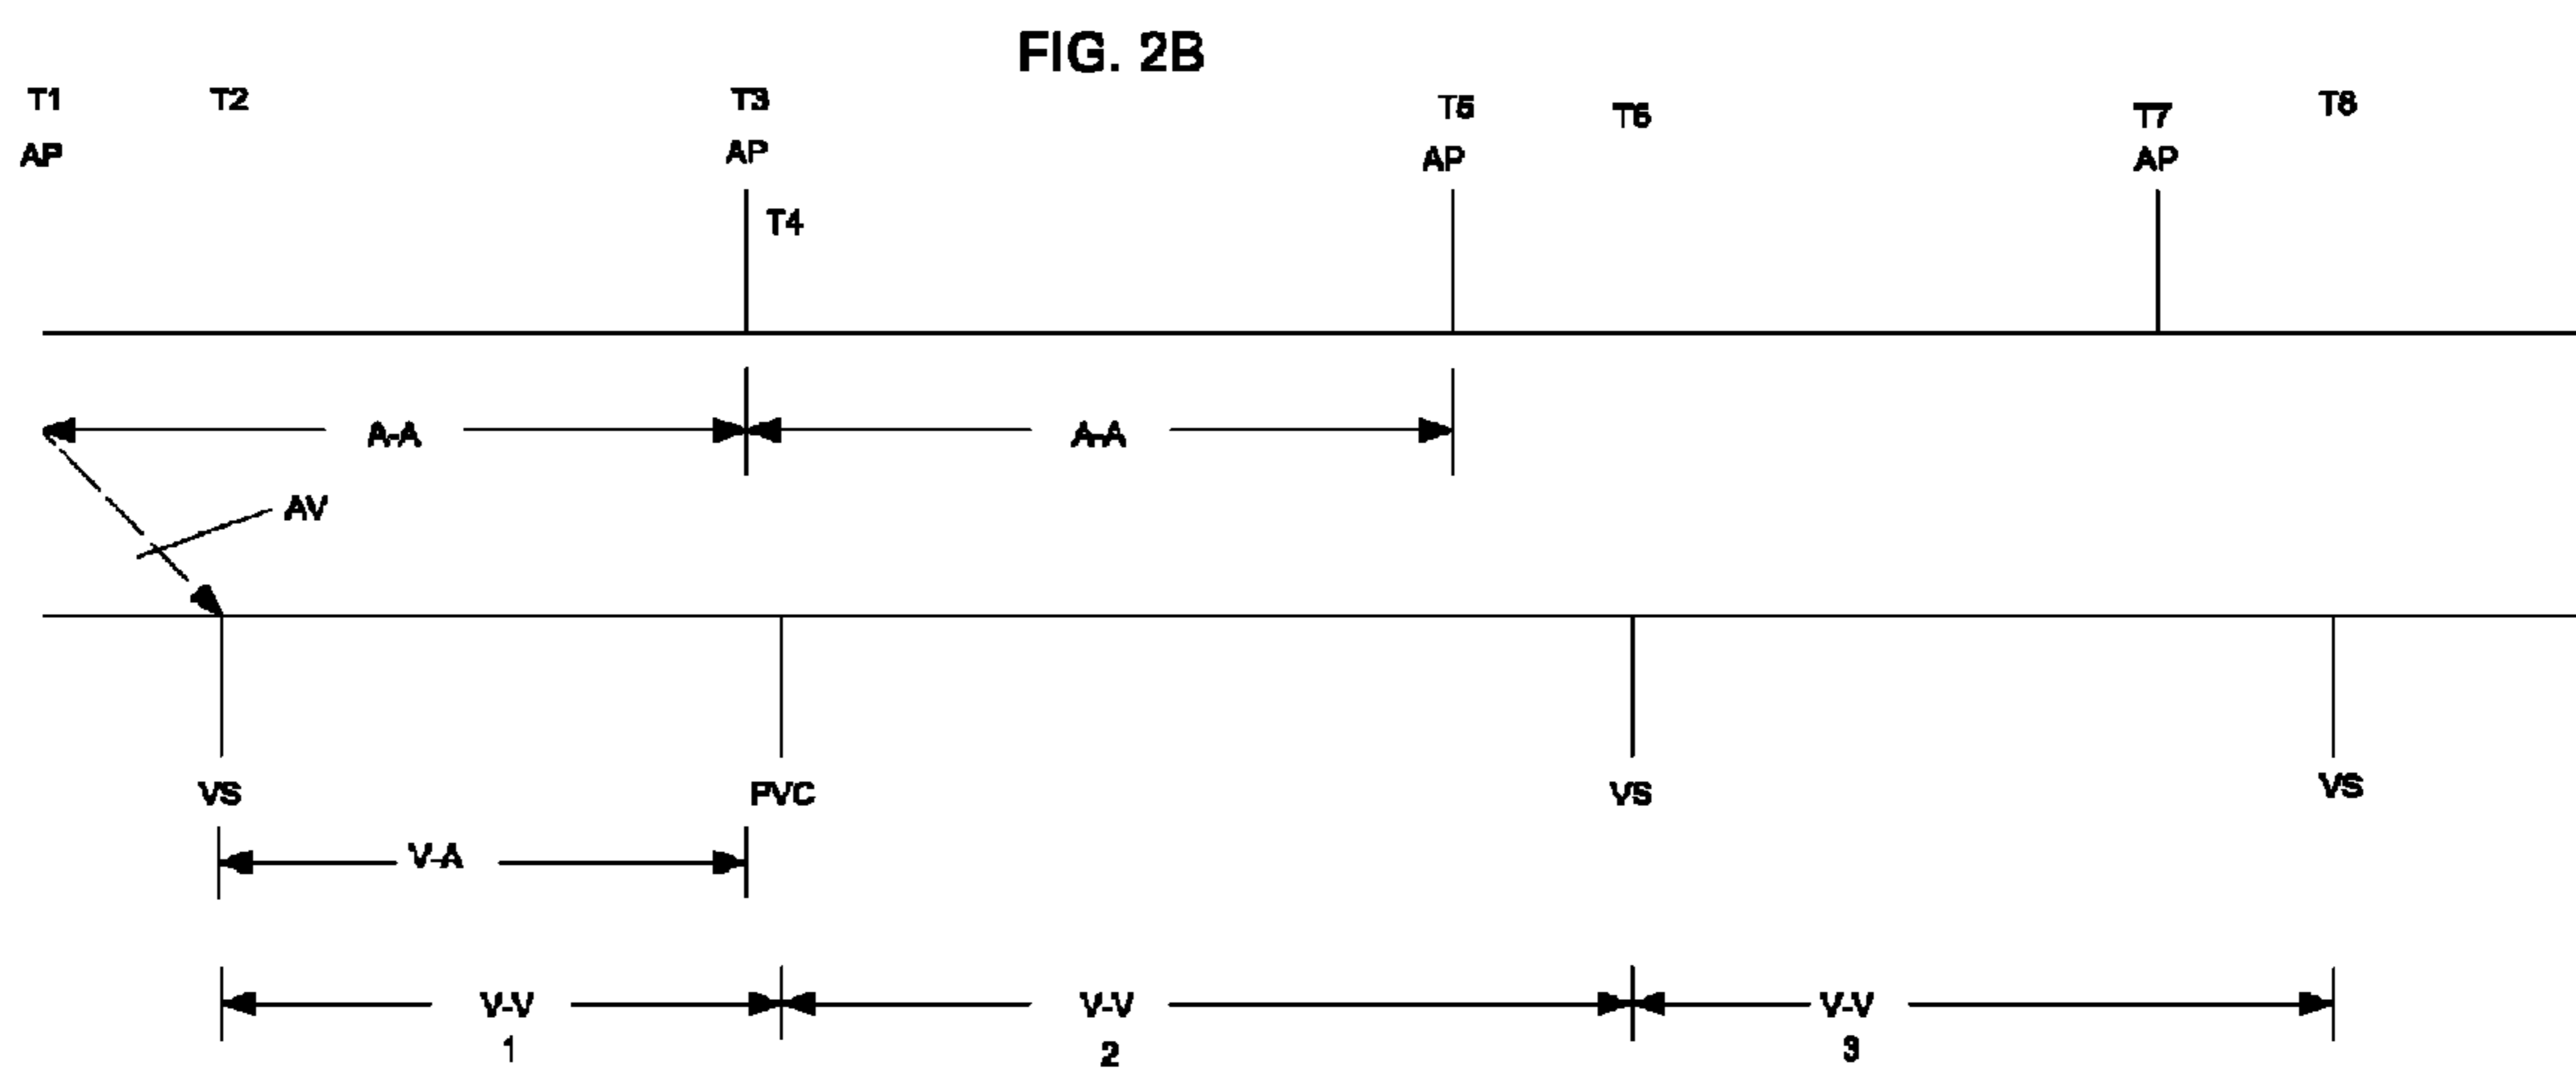 FIG. 2B
T1 T2 T3 T5 T6 T7 T8
AP AP AP AP
T4
A-A A-A
AV
VS PVC VS VS
V-A
V-V V-V V-V
1 2 3